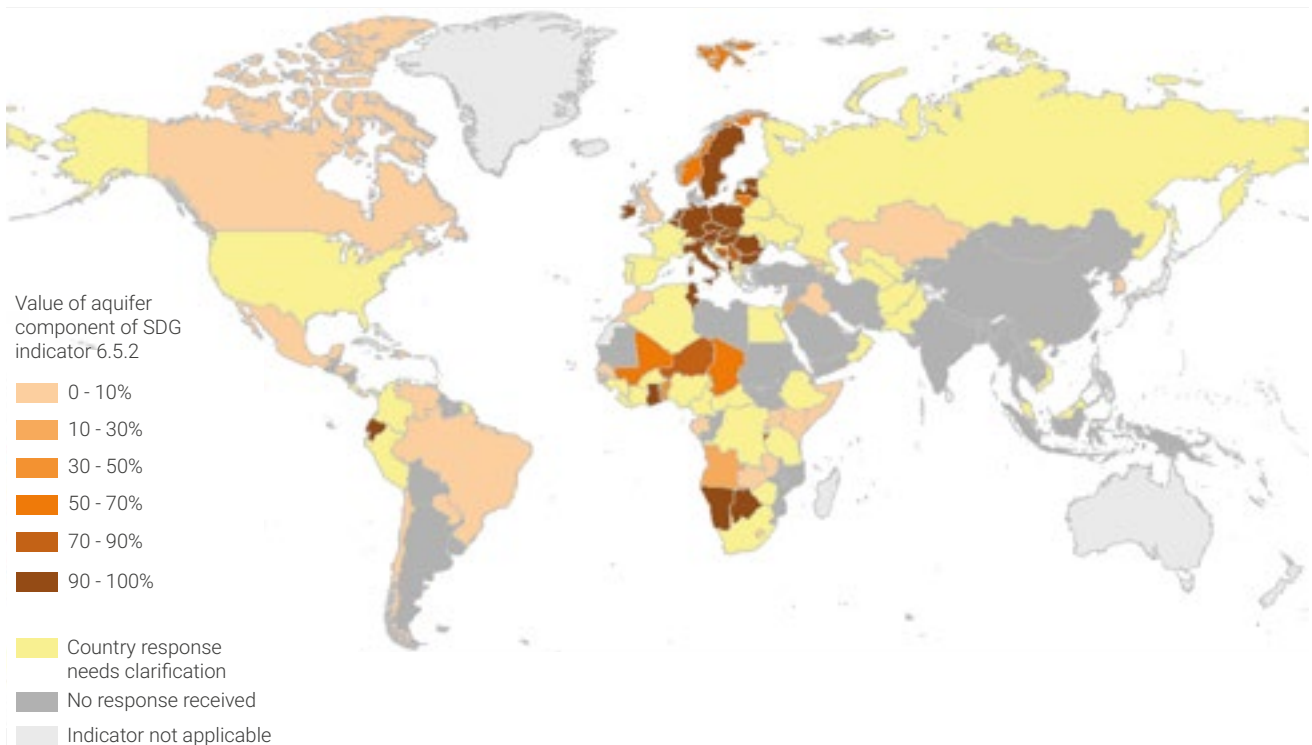 Value of aquifer
component of SDG
indicator 6.5.2
0 - 10%
10 - 30%
30 - 50%
50 - 70%
70 - 90%
90 - 100%
Country response
needs clarification
No response received
Indicator not applicable